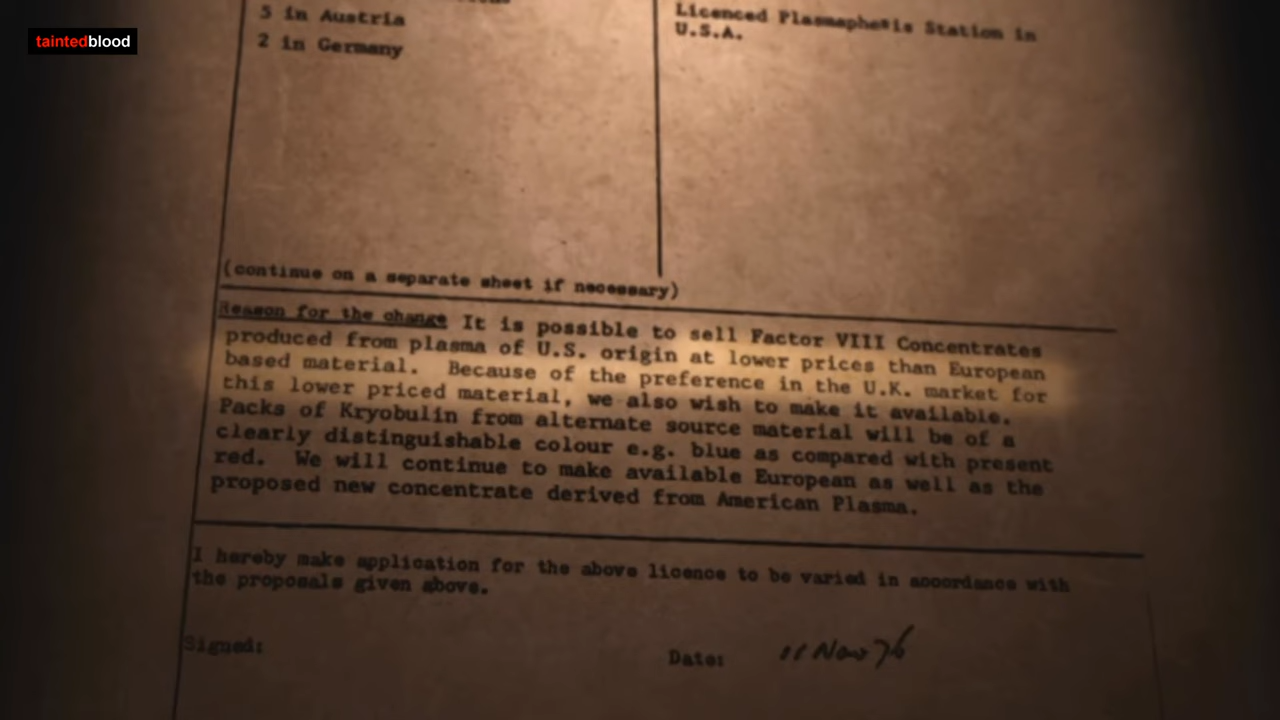 taintedblood
5 in Austria
2 in Germany
Licenced Plasmapheris Station in
U.S.A.
(continue on a separate sheet if necessary)
Reason for the change It is possible to sell Factor VIII Concentrates
produced from plasma of U.S. origin at lower prices than European
based material. Because of the preference in the U.K. market for
this lower priced material, we also wish to make it available.
Packs of Kryobulin from alternate source material will be of a
clearly distinguishable colour e.g. blue as compared with present
red. We will continue to make available European as well as the
proposed new concentrate derived from American Plasma.
I hereby make application for the above licence to be varied in accordance with
the proposals given above.
Signed:
Date: 11 Nov 76